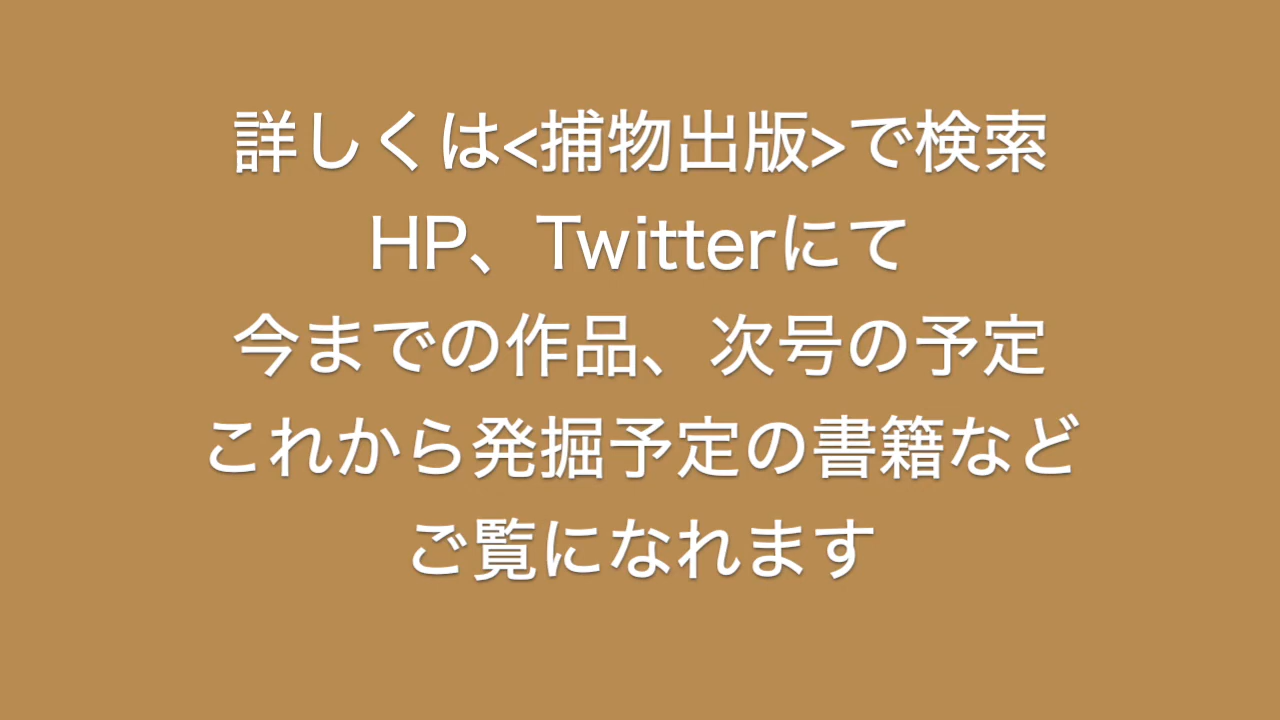 詳しくは<捕物出版>で検索
HP、Twitterにて
今までの作品、次号の予定
これから発掘予定の書籍など
ご覧になれます